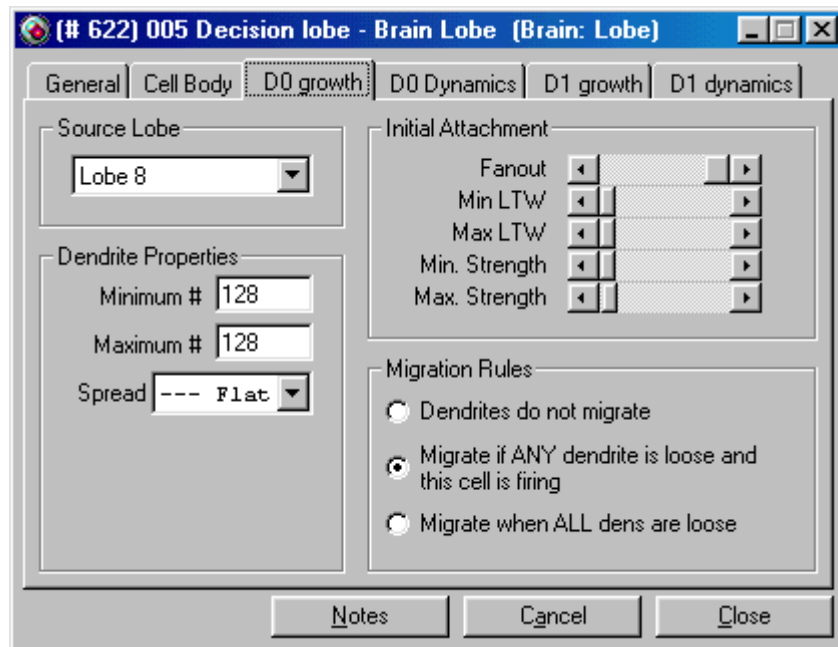 (# 622) 005 Decision lobe - Brain Lobe (Brain: Lobe)
General Cell Body D0 growth D0 Dynamics D1 growth D1 dynamics
Source Lobe
Lobe 8
Dendrite Properties
Minimum # 128
Maximum # 128
Spread --- Flat
Initial Attachment
Fanout
Min LTW
Max LTW
Min. Strength
Max. Strength
Migration Rules
Dendrites do not migrate
Migrate if ANY dendrite is loose and
this cell is firing
Migrate when ALL dens are loose
Notes Cancel Close